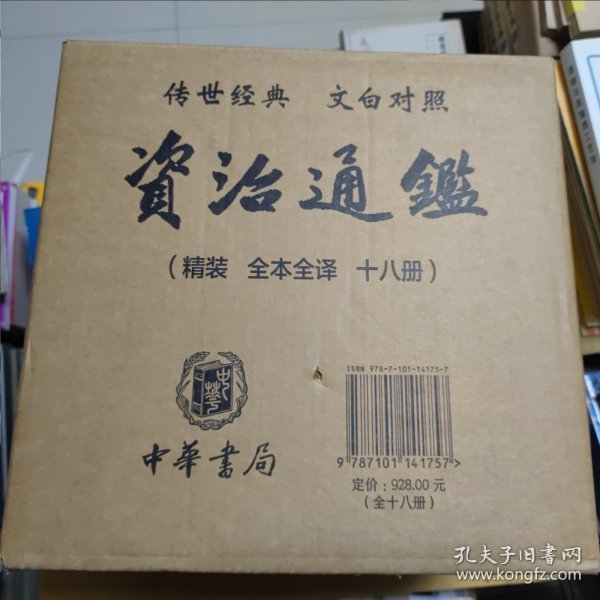 传世经典 文白对照
資治通鑑
（精装 全本全译 十八册）
ISBN 978-7-101-14175-7
9 787101 141757>
中華書局
定价：928.00元
（全十八册）
孔夫子旧书网
www.kongfz.com